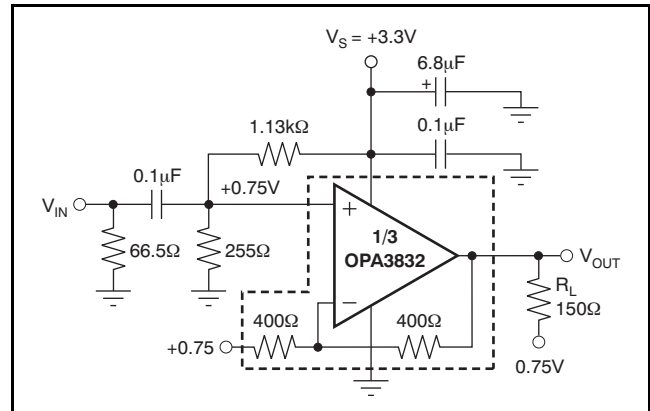 V_S = +3.3V
6.8μF
+
1.13kΩ
0.1μF
0.1μF
+0.75V
V_IN
+
1/3
OPA3832
V_OUT
66.5Ω
255Ω
−
R_L
150Ω
400Ω
400Ω
+0.75
0.75V